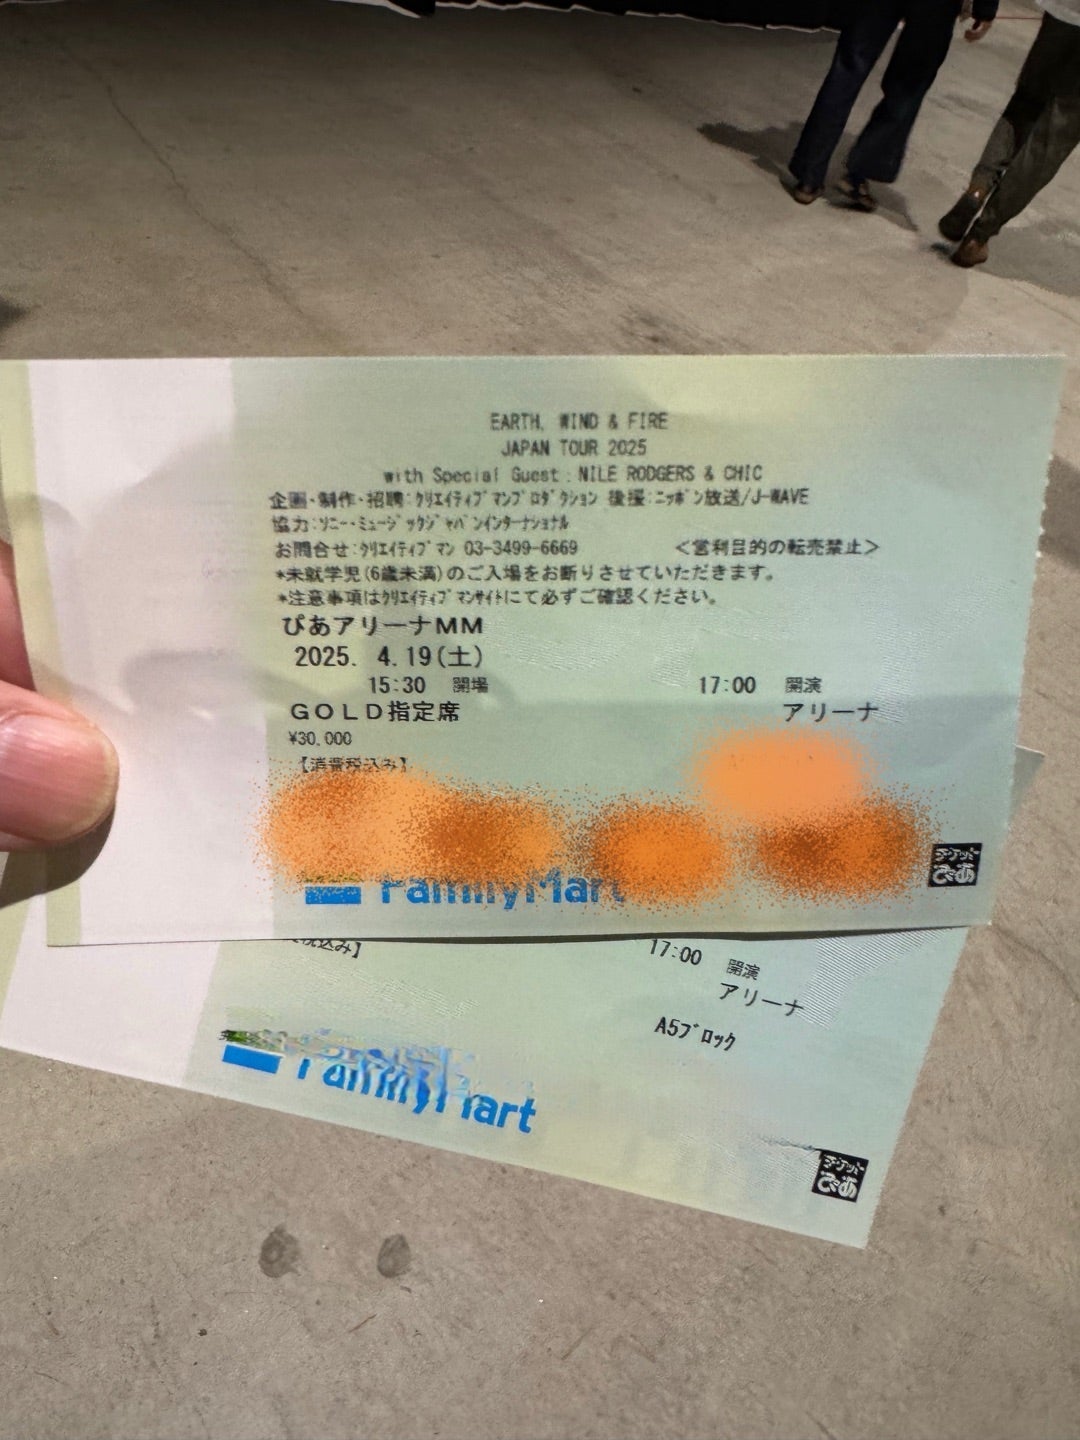 EARTH, WIND & FIRE
JAPAN TOUR 2025
with Special Guest：NILE RODGERS & CHIC
企画・制作・招聘：ｸﾘｴｲﾃｨﾌﾞﾏﾝﾌﾟﾛﾀﾞｸｼｮﾝ 後援：ﾆｯﾎﾟﾝ放送/J-WAVE
協力：ｿﾆｰ・ﾐｭｰｼﾞｯｸｼﾞｬﾊﾟﾝｲﾝﾀｰﾅｼｮﾅﾙ
お問合せ：ｸﾘｴｲﾃｨﾌﾞﾏﾝ 03-3499-6669 ＜営利目的の転売禁止＞
*未就学児(6歳未満)のご入場をお断りさせていただきます。
*注意事項はｸﾘｴｲﾃｨﾌﾞﾏﾝｻｲﾄにて必ずご確認ください。
ぴあアリーナMM
2025. 4.19(土)
15:30 開場 17:00 開演
GOLD指定席 アリーナ
¥30,000
【消費税込み】
FamilyMart
チケットぴあ
税込み】 17:00 開演
アリーナ
A5ﾌﾞﾛｯｸ
FamilyMart
チケットぴあ